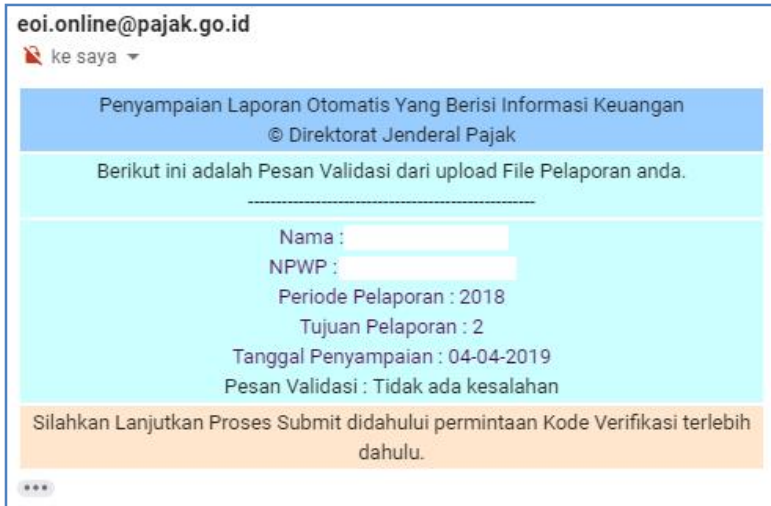 eoi.online@pajak.go.id
ke saya
Penyampaian Laporan Otomatis Yang Berisi Informasi Keuangan
© Direktorat Jenderal Pajak
Berikut ini adalah Pesan Validasi dari upload File Pelaporan anda.
------------------------------------------------------
Nama :
NPWP :
Periode Pelaporan : 2018
Tujuan Pelaporan : 2
Tanggal Penyampaian : 04-04-2019
Pesan Validasi : Tidak ada kesalahan
Silahkan Lanjutkan Proses Submit didahului permintaan Kode Verifikasi terlebih
dahulu.